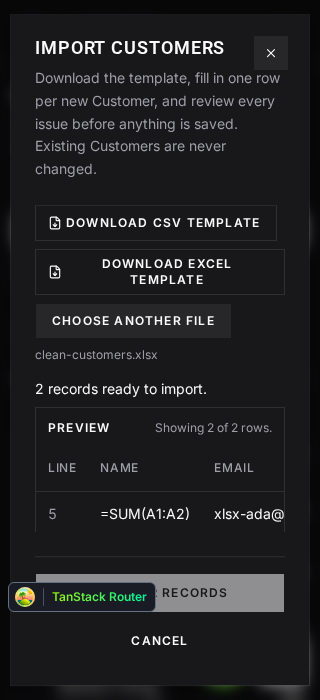 IMPORT CUSTOMERS
Download the template, fill in one row
per new Customer, and review every
issue before anything is saved.
Existing Customers are never
changed.
DOWNLOAD CSV TEMPLATE
DOWNLOAD EXCEL
TEMPLATE
CHOOSE ANOTHER FILE
clean-customers.xlsx
2 records ready to import.
PREVIEW Showing 2 of 2 rows.
LINE NAME EMAIL
5 =SUM(A1:A2) xlsx-ada@
RECORDS
TanStack Router
CANCEL